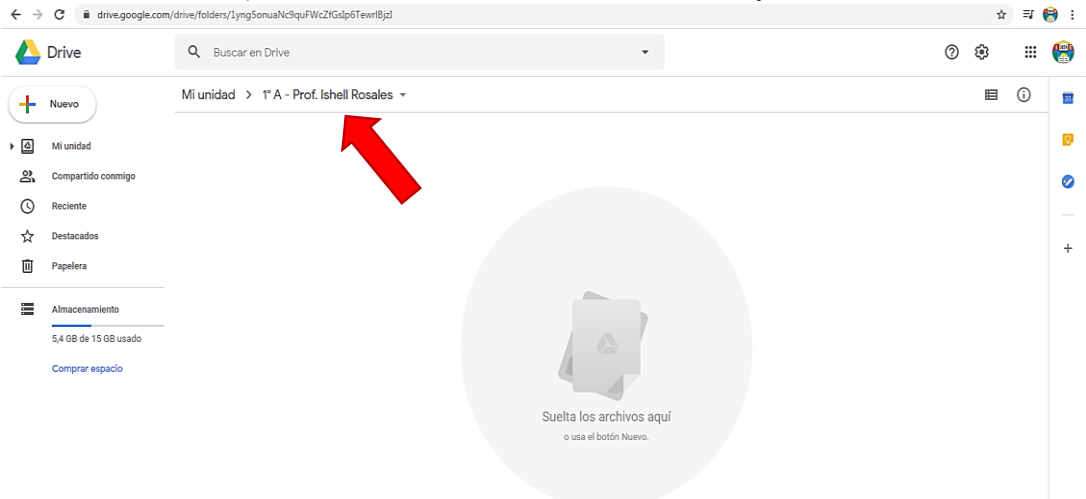 drive.google.com/drive/folders/1yng5onuaNc9quFWcZfGsIp6TewrIBjzI
Drive
Buscar en Drive
Nuevo
Mi unidad
Compartido conmigo
Reciente
Destacados
Papelera
Almacenamiento
5,4 GB de 15 GB usado
Comprar espacio
Mi unidad > 1° A - Prof. Ishell Rosales
31
Suelta los archivos aquí
o usa el botón Nuevo.